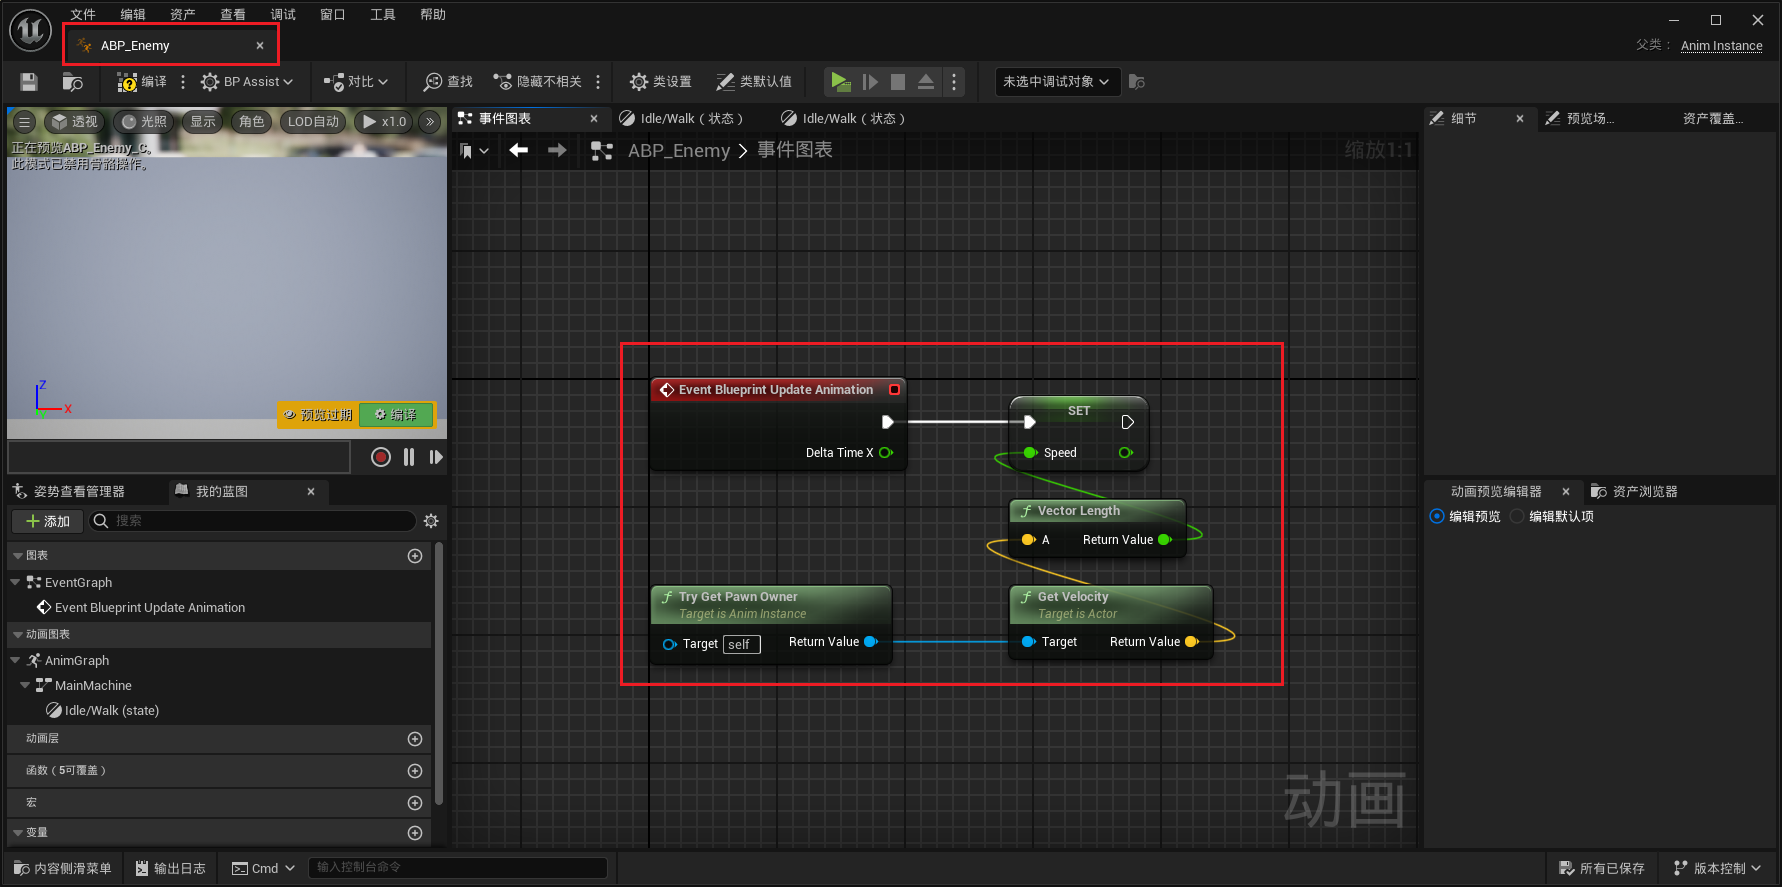 文件 编辑 资产 查看 调试 窗口 工具 帮助
ABP_Enemy
父类： Anim Instance
编译 BP Assist 对比 查找 隐藏不相关 类设置 类默认值 未选中调试对象
透视 光照 显示 角色 LOD自动 x1.0
正在预览ABP_Enemy_C。
此模式已禁用骨骼操作。
Z
X
预览过期 编译
姿势查看管理器 我的蓝图
添加 搜索
图表
EventGraph
Event Blueprint Update Animation
动画图表
AnimGraph
MainMachine
Idle/Walk (state)
动画层
函数（5可覆盖）
宏
变量
事件图表 Idle/Walk（状态） Idle/Walk（状态）
ABP_Enemy > 事件图表 缩放1:1
Event Blueprint Update Animation
Delta Time X
SET
Speed
Vector Length
A Return Value
Try Get Pawn Owner
Target is Anim Instance
Target self Return Value
Get Velocity
Target is Actor
Target Return Value
动画
细节 预览场... 资产覆盖...
动画预览编辑器 资产浏览器
编辑预览 编辑默认项
内容侧滑菜单 输出日志 Cmd 输入控制台命令 所有已保存 版本控制